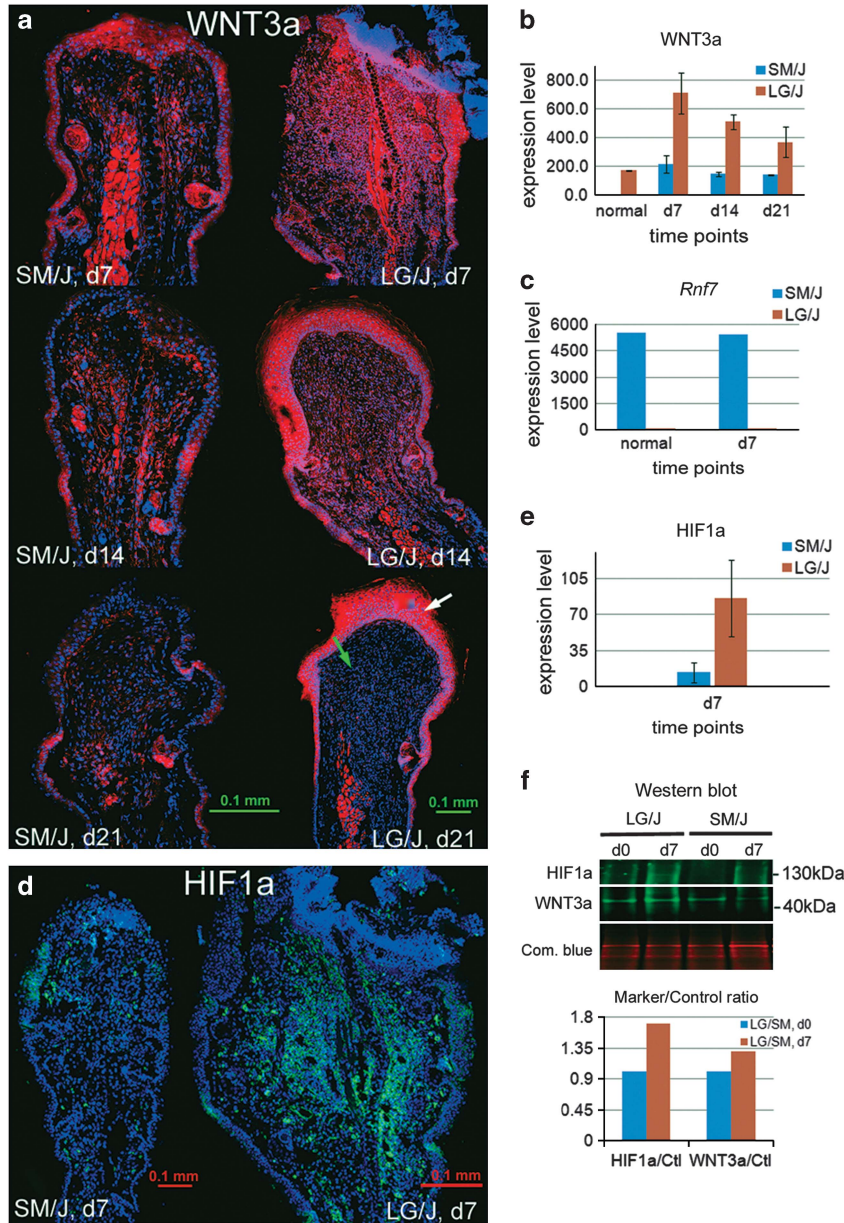 a
WNT3a
SM/J, d7
LG/J, d7
SM/J, d14
LG/J, d14
0.1 mm
0.1 mm
SM/J, d21
LG/J, d21
b
WNT3a
SM/J
LG/J
expression level
800.0
600.0
400.0
200.0
0.0
normal d7 d14 d21
time points
c
Rnf7
SM/J
LG/J
expression level
6000
4500
3000
1500
0
normal d7
time points
d
HIF1a
0.1 mm
0.1 mm
SM/J, d7
LG/J, d7
e
HIF1a
SM/J
LG/J
expression level
105
70
35
0
d7
time points
f
Western blot
LG/J SM/J
d0 d7 d0 d7
HIF1a
-130kDa
WNT3a
-40kDa
Com. blue
Marker/Control ratio
LG/SM, d0
LG/SM, d7
1.8
1.35
0.9
0.45
0
HIF1a/Ctl WNT3a/Ctl